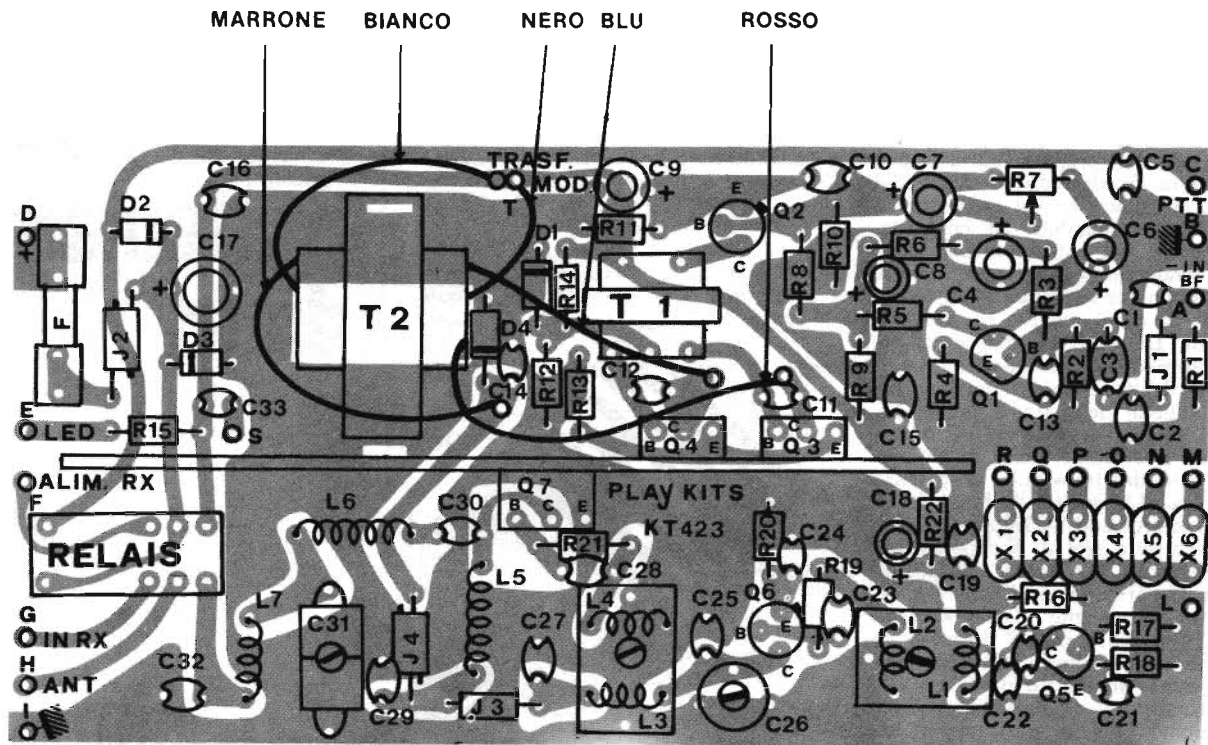 MARRONE BIANCO NERO BLU ROSSO
TRASF.
MOD.
T
C16
C9
C10
C7
C5
C
R7
PTT
D
+
D2
C17
+
R11
+
E
B
C
Q2
+
R10
R6
C8
+
C6
+
B
-IN
BF
A
D1
R14
T2
T 1
R8
+
R5
C4
R3
C1
F
J2
D3
D4
C
B
E
Q1
R2
C3
J1
R1
C14
R12
R13
C12
C11
R9
C15
R4
C13
C2
E
LED
R15
C33
S
B
C
Q4
E
B
C
Q3
E
ALIM. RX
F
RELAIS
L6
C30
Q7
B
C
E
PLAY KITS
KT423
R21
C28
R20
C24
C18
+
R22
C19
R
Q
P
O
N
M
X1
X2
X3
X4
X5
X6
G
IN RX
H
ANT
I
L7
C31
J4
L5
C27
L4
L3
C25
Q6
B
E
C
R19
C23
L2
L1
C20
R16
L
B
C
E
Q5
R17
R18
C32
C29
J3
C26
C22
C21